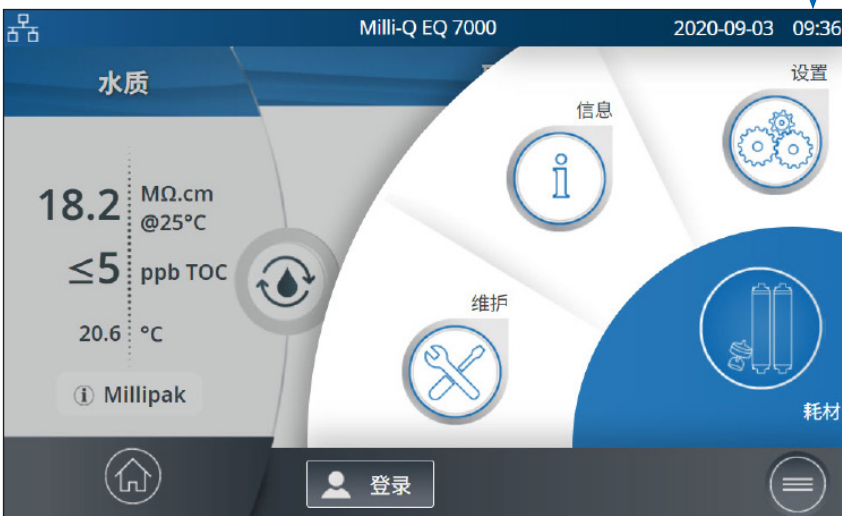 Milli-Q EQ 7000
2020-09-03 09:36
水质
18.2 MΩ.cm
@25°C
≤5 ppb TOC
20.6 °C
Millipak
信息
设置
维护
耗材
登录